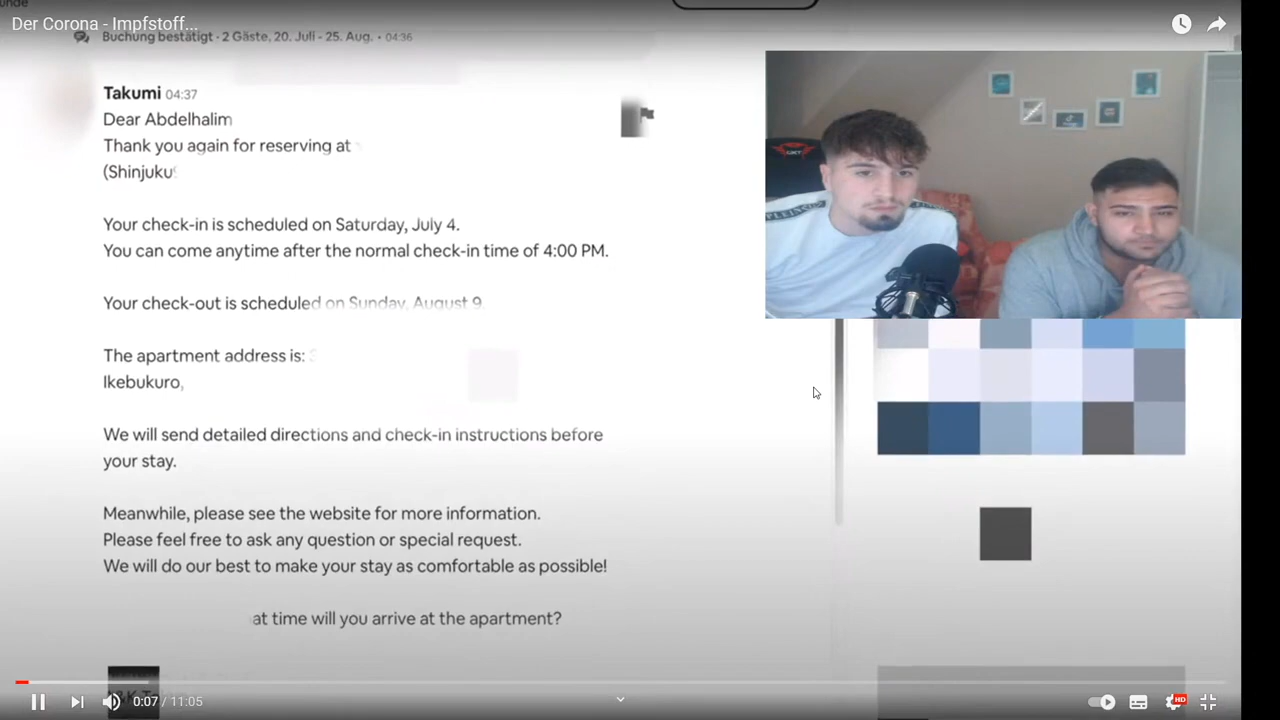 Der Corona - Impfstoff...
Buchung bestätigt · 2 Gäste, 20. Juli - 25. Aug. • 04:36
Takumi 04:37
Dear Abdelhalim
Thank you again for reserving at
(Shinjuku
Your check-in is scheduled on Saturday, July 4.
You can come anytime after the normal check-in time of 4:00 PM.
Your check-out is scheduled on Sunday, August 9.
The apartment address is:
Ikebukuro,
We will send detailed directions and check-in instructions before
your stay.
Meanwhile, please see the website for more information.
Please feel free to ask any question or special request.
We will do our best to make your stay as comfortable as possible!
at time will you arrive at the apartment?
PLEIN
0:07 / 11:05
HD